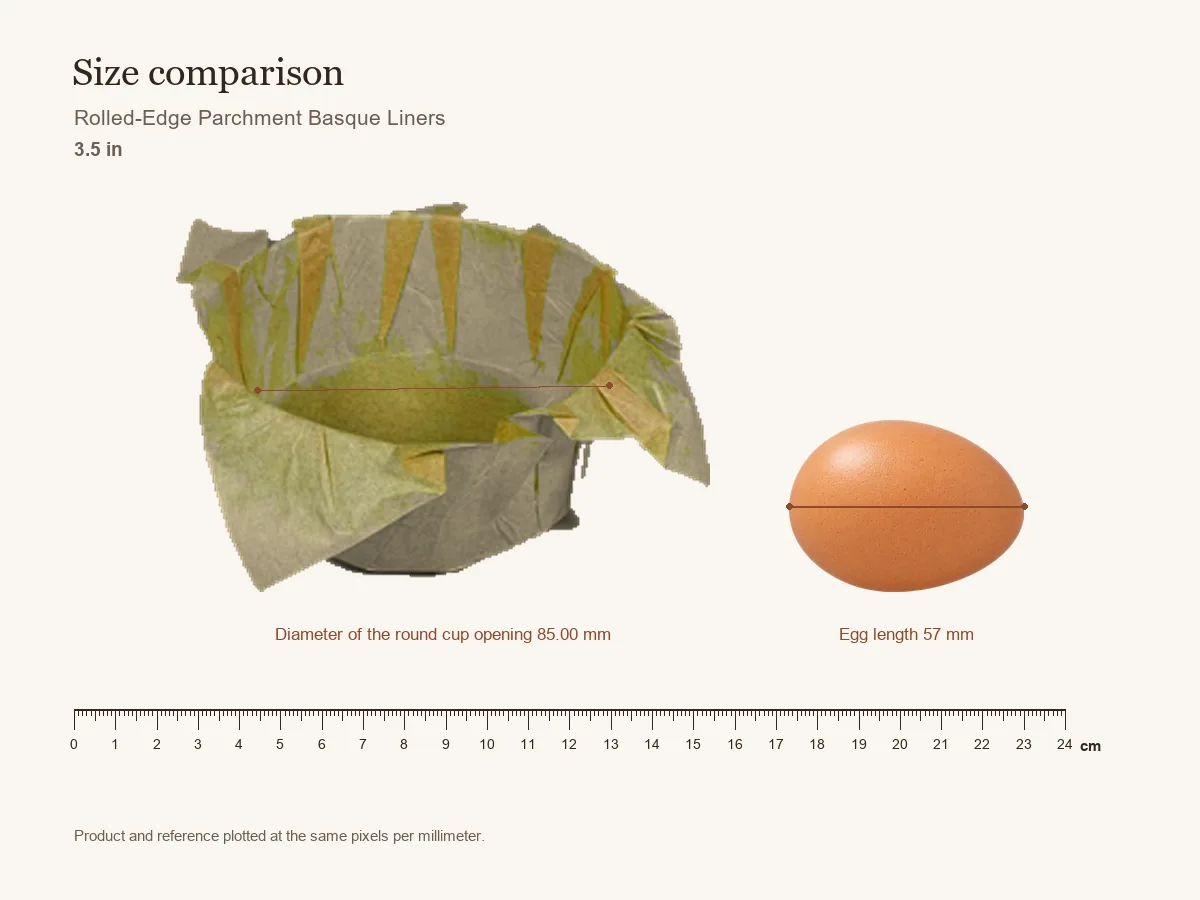 Size comparison
Rolled-Edge Parchment Basque Liners
3.5 in
Diameter of the round cup opening 85.00 mm
Egg length 57 mm
0 1 2 3 4 5 6 7 8 9 10 11 12 13 14 15 16 17 18 19 20 21 22 23 24 cm
Product and reference plotted at the same pixels per millimeter.